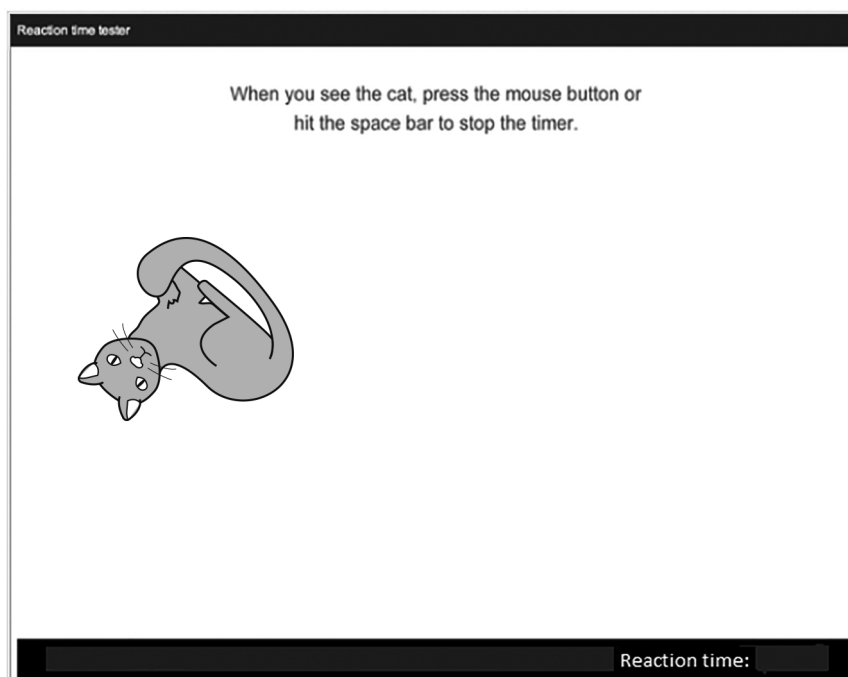 Reaction time tester
When you see the cat, press the mouse button or
hit the space bar to stop the timer.
Reaction time: